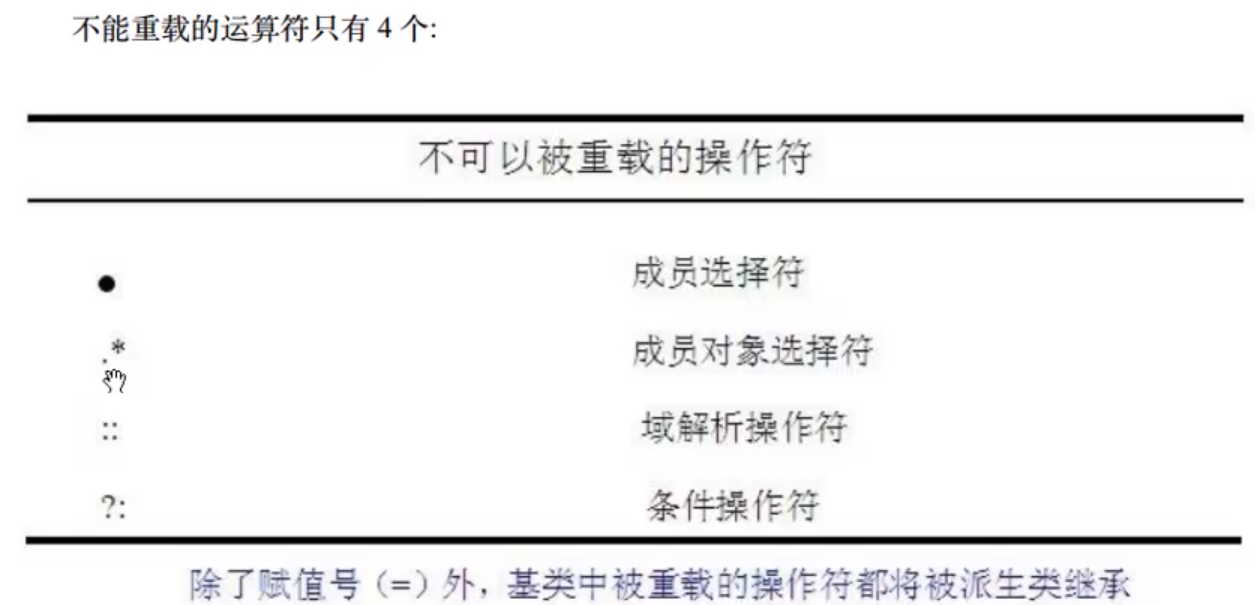 不能重载的运算符只有 4 个:
不可以被重载的操作符
● 成员选择符
.* 成员对象选择符
:: 域解析操作符
?: 条件操作符
除了赋值号（=）外，基类中被重载的操作符都将被派生类继承